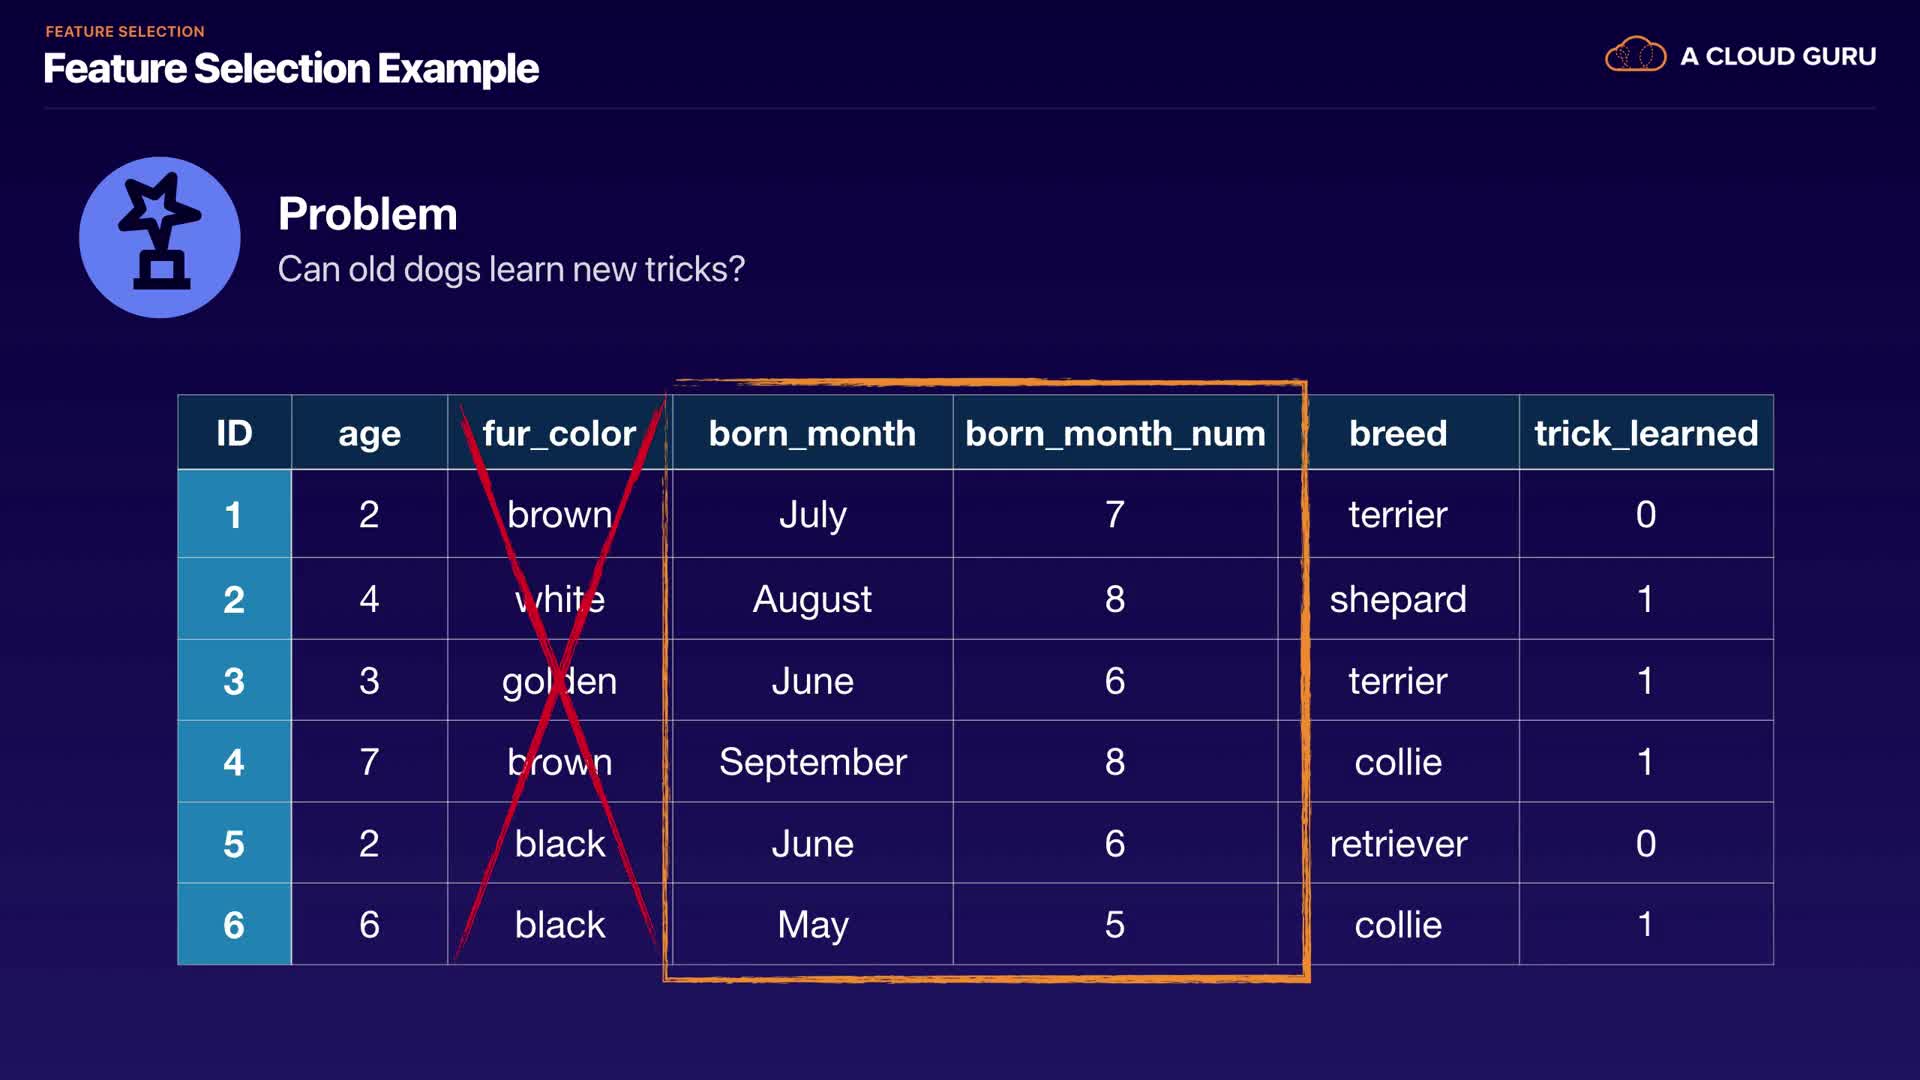 FEATURE SELECTION
Feature Selection Example
A CLOUD GURU
Problem
Can old dogs learn new tricks?
ID age fur_color born_month born_month_num breed trick_learned
1 2 brown July 7 terrier 0
2 4 white August 8 shepard 1
3 3 golden June 6 terrier 1
4 7 brown September 8 collie 1
5 2 black June 6 retriever 0
6 6 black May 5 collie 1